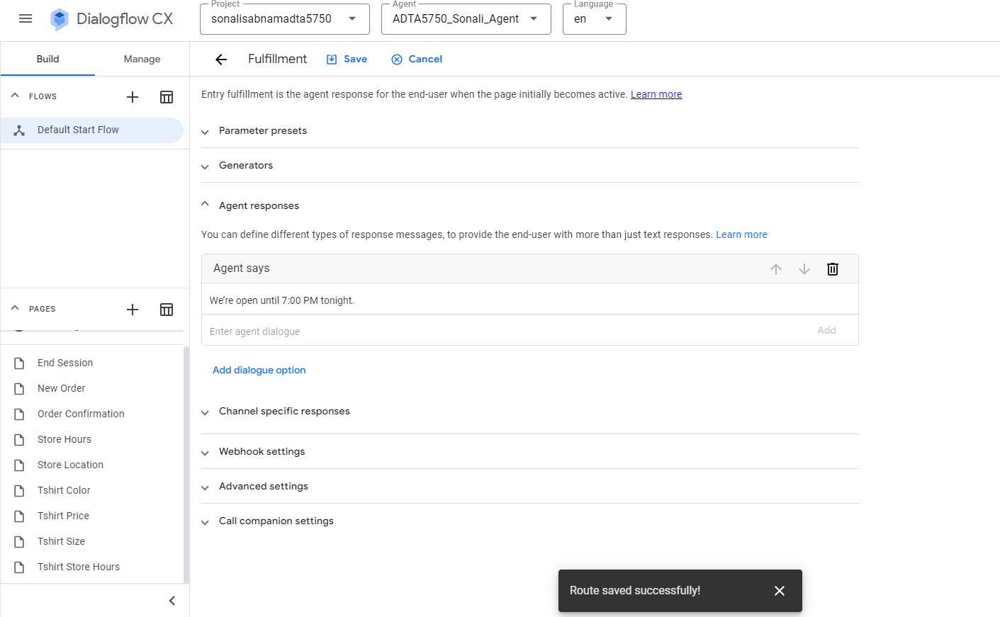 Dialogflow CX
Project
sonalisabnamadta5750
Agent
ADTA5750_Sonali_Agent
Language
en
Build
Manage
Fulfillment
Save
Cancel
FLOWS
Default Start Flow
Entry fulfillment is the agent response for the end-user when the page initially becomes active. Learn more
Parameter presets
Generators
Agent responses
You can define different types of response messages, to provide the end-user with more than just text responses. Learn more
Agent says
We’re open until 7:00 PM tonight.
Enter agent dialogue
Add
Add dialogue option
Channel specific responses
Webhook settings
Advanced settings
Call companion settings
PAGES
End Session
New Order
Order Confirmation
Store Hours
Store Location
Tshirt Color
Tshirt Price
Tshirt Size
Tshirt Store Hours
Route saved successfully!